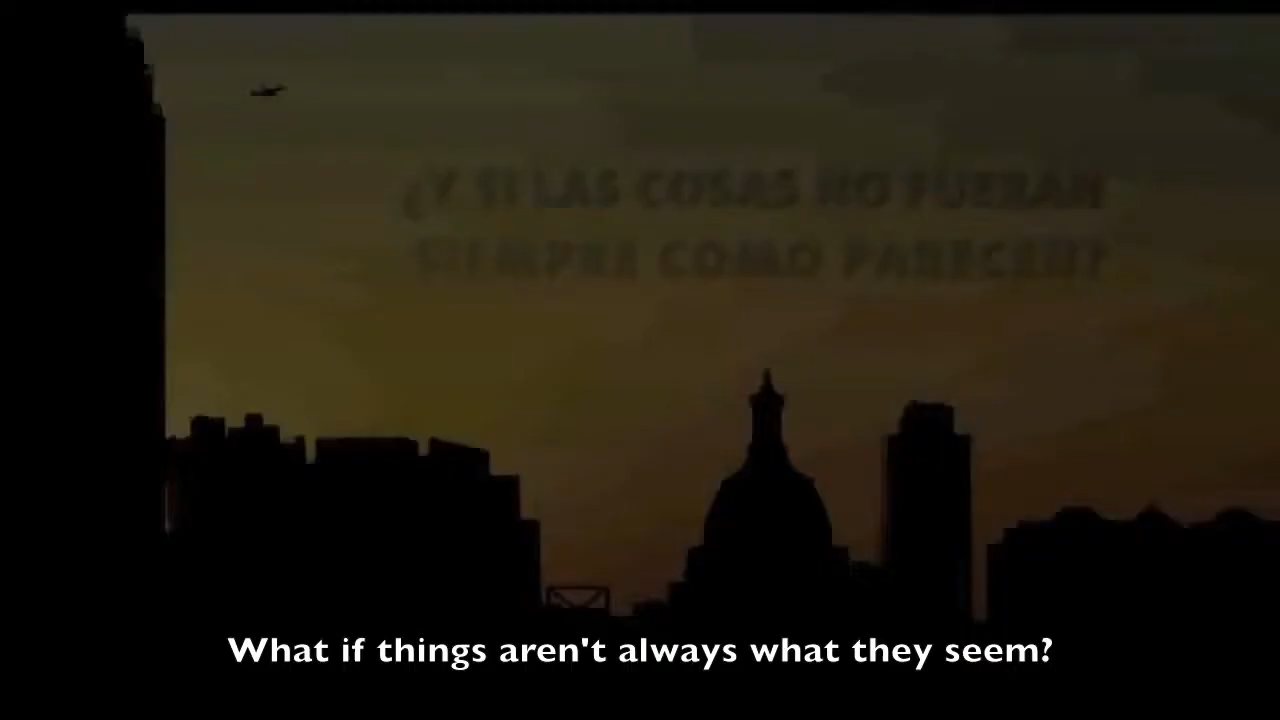 ¿Y SI LAS COSAS NO FUERAN
SIEMPRE COMO PARECEN?
What if things aren't always what they seem?